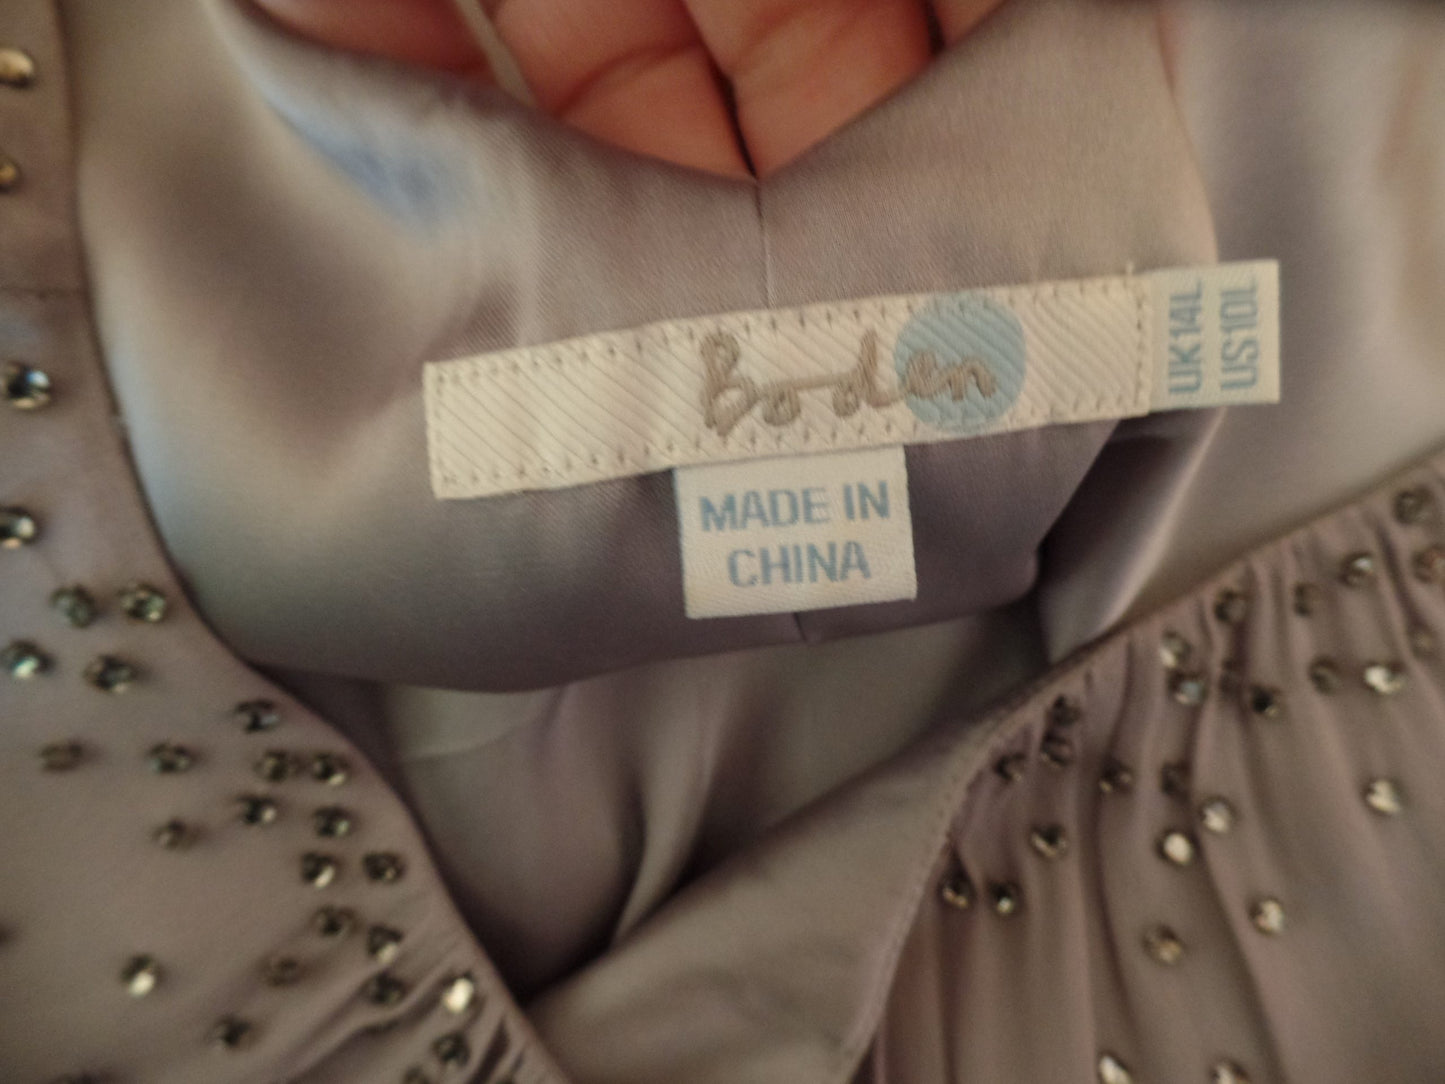 Boden
UK14L
US10L
MADE IN
CHINA